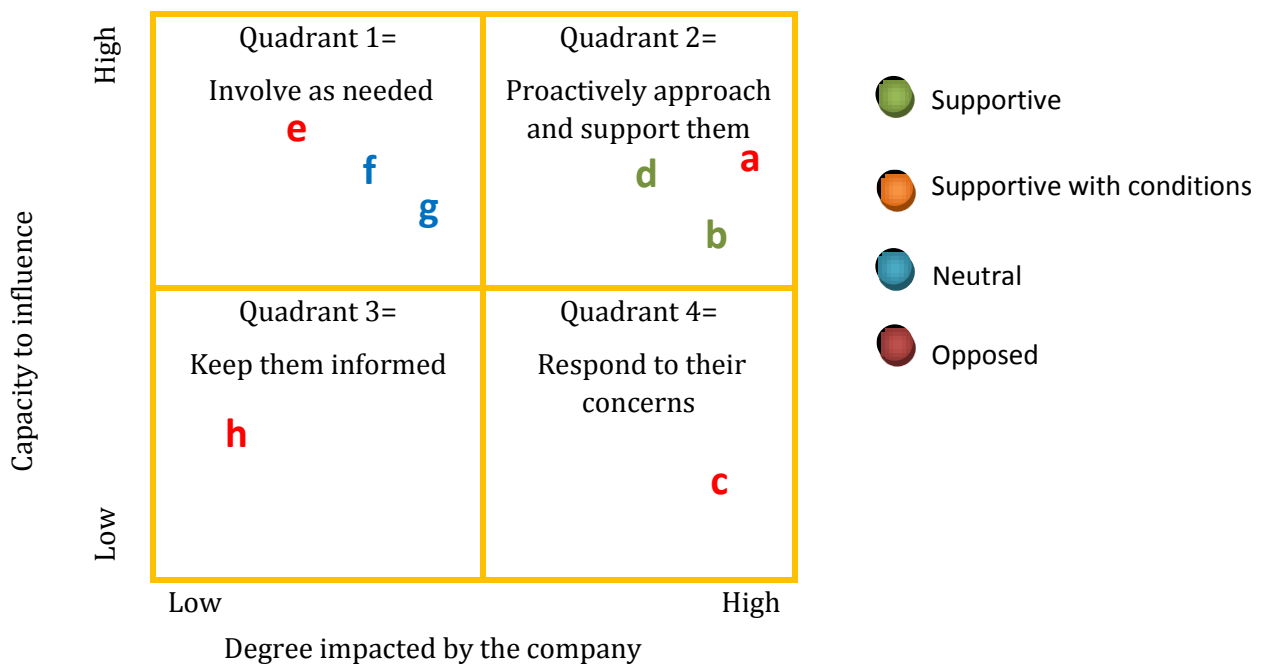 High
Capacity to influence
Low
Quadrant 1=
Involve as needed
e
f
g
Quadrant 2=
Proactively approach
and support them
a
d
b
Quadrant 3=
Keep them informed
h
Quadrant 4=
Respond to their
concerns
c
Low
High
Degree impacted by the company
Supportive
Supportive with conditions
Neutral
Opposed